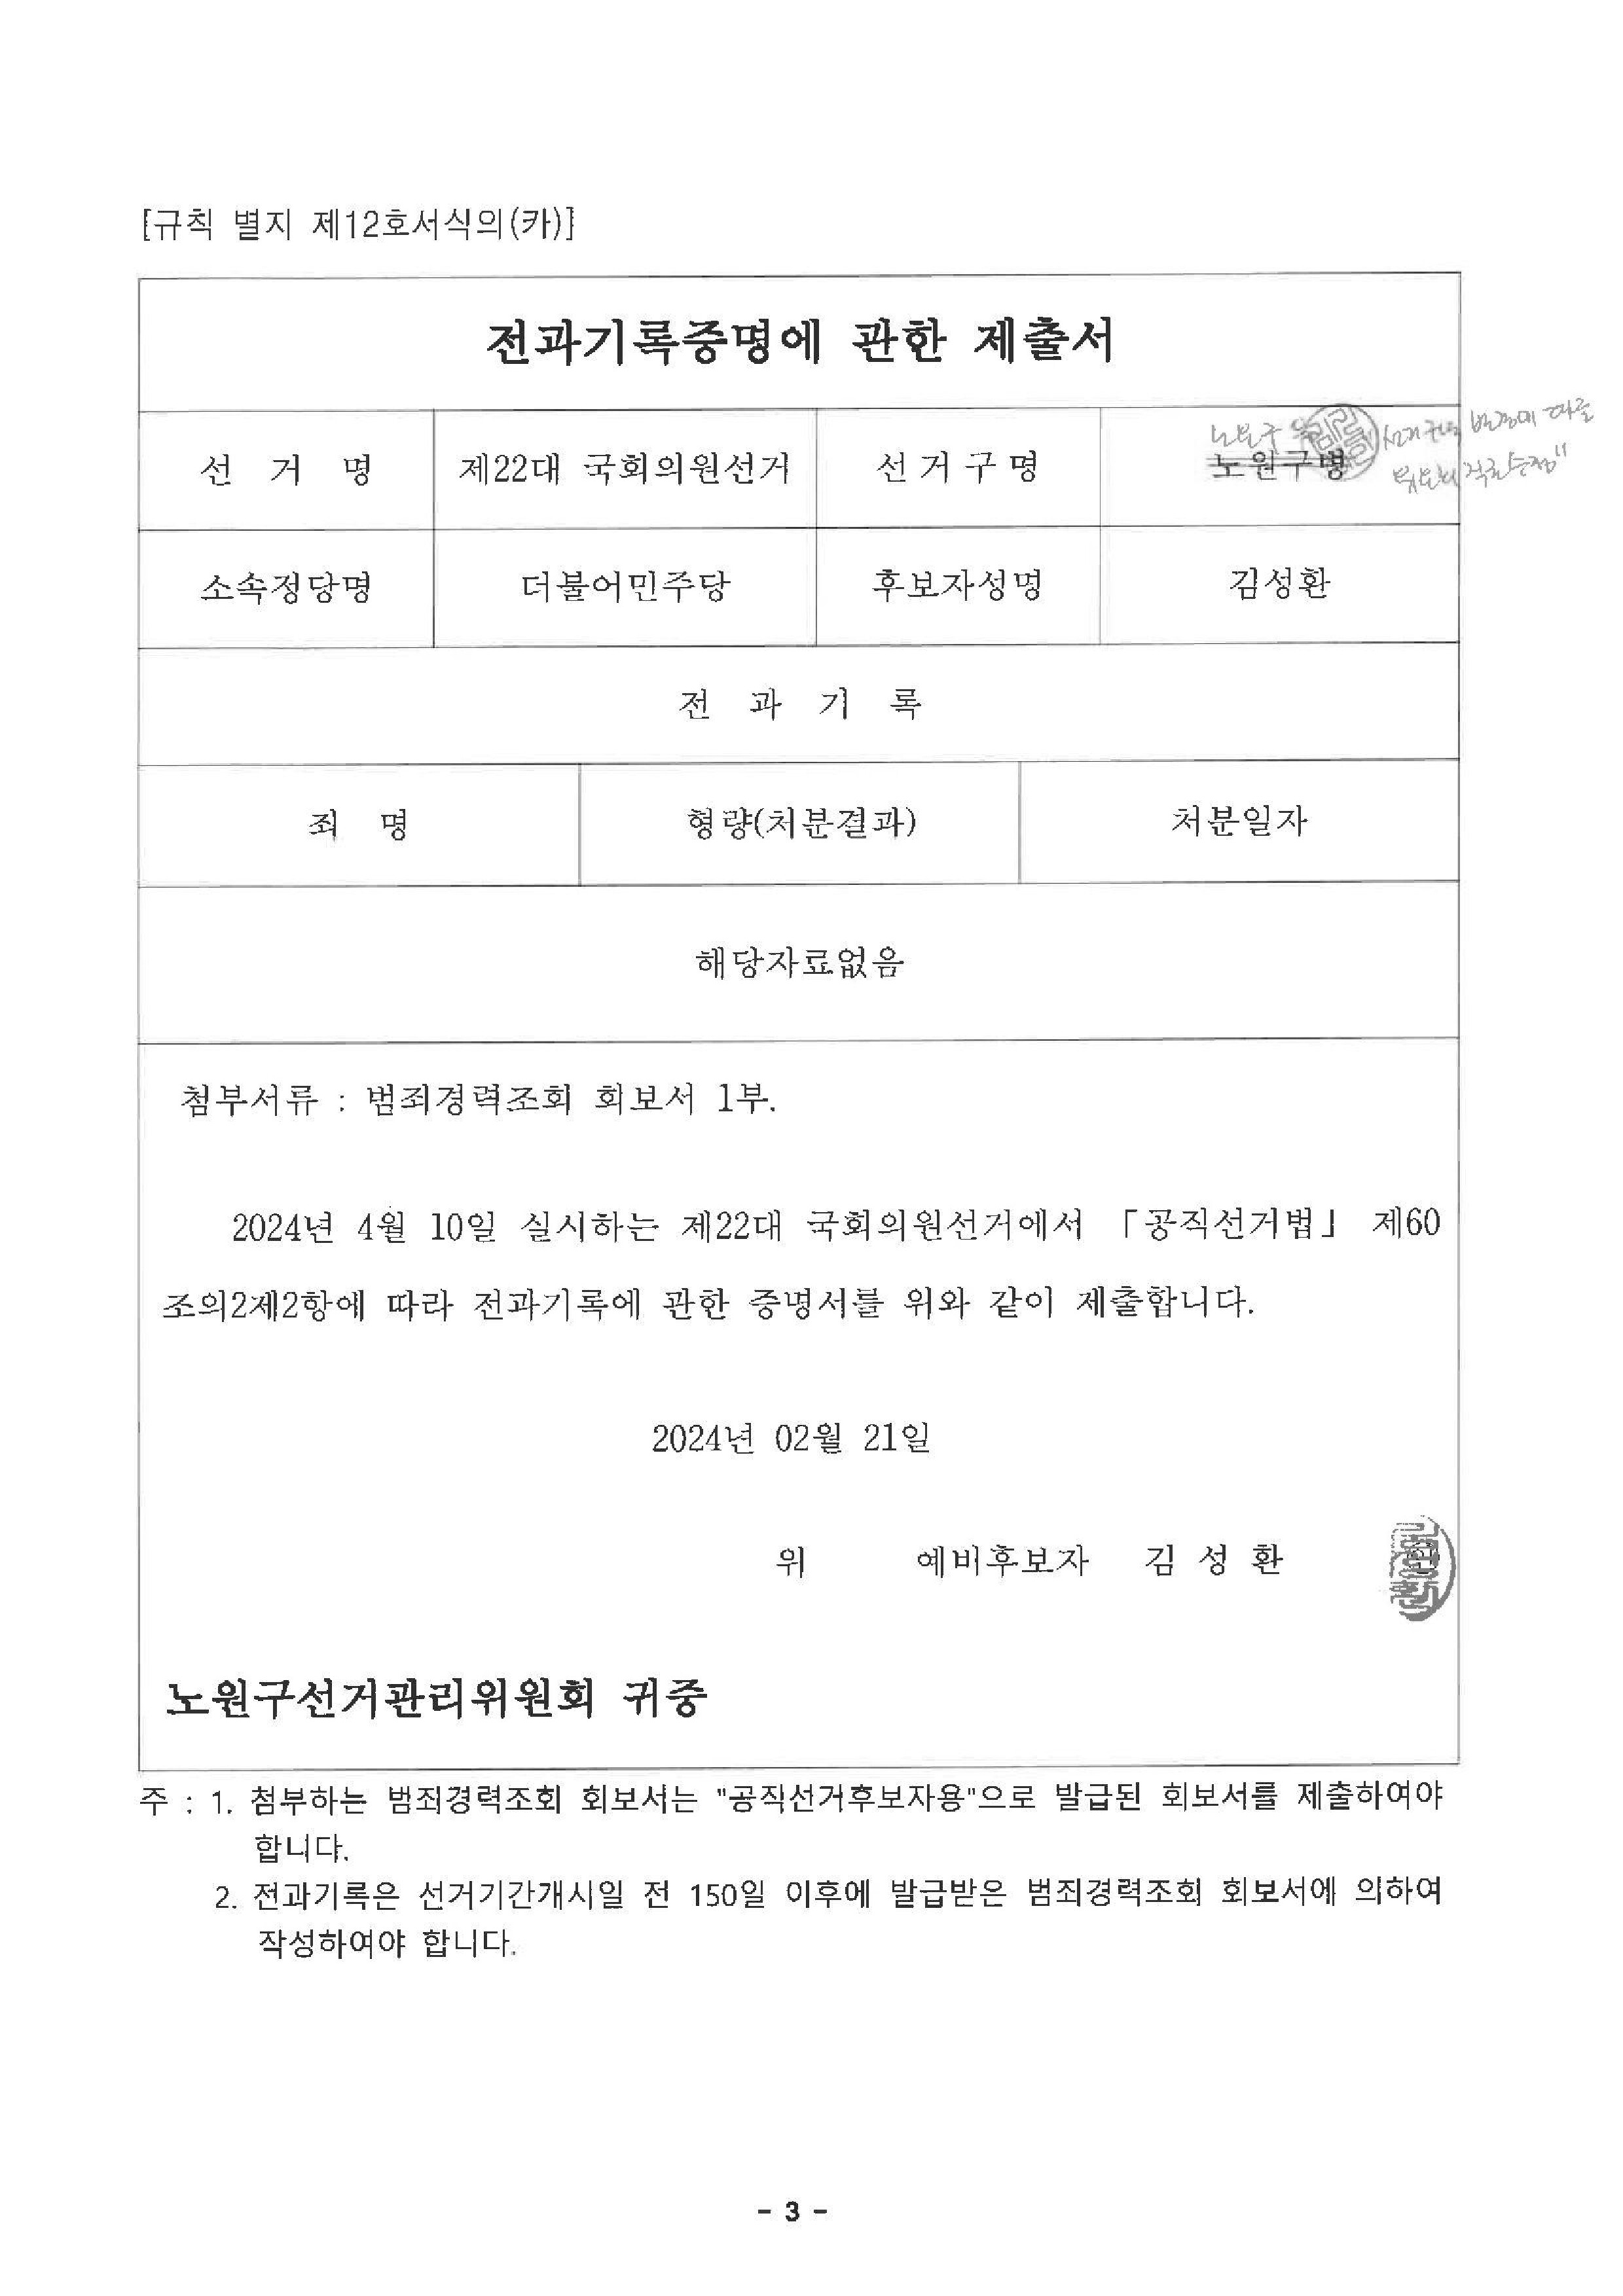 [규칙 별지 제12호서식의(카)]
전과기록증명에 관한 제출서
선 거 명 제22대 국회의원선거 선거구명 노원구병
노원구 선거구역 변경에 따른
소속정당명 더불어민주당 후보자성명 김성환
전 과 기 록
죄 명 형량(처분결과) 처분일자
해당자료없음
첨부서류 : 범죄경력조회 회보서 1부.
2024년 4월 10일 실시하는 제22대 국회의원선거에서 「공직선거법」 제60
조의2제2항에 따라 전과기록에 관한 증명서를 위와 같이 제출합니다.
2024년 02월 21일
위 예비후보자 김 성 환
노원구선거관리위원회 귀중
주 : 1. 첨부하는 범죄경력조회 회보서는 "공직선거후보자용"으로 발급된 회보서를 제출하여야
합니다.
2. 전과기록은 선거기간개시일 전 150일 이후에 발급받은 범죄경력조회 회보서에 의하여
작성하여야 합니다.
- 3 -